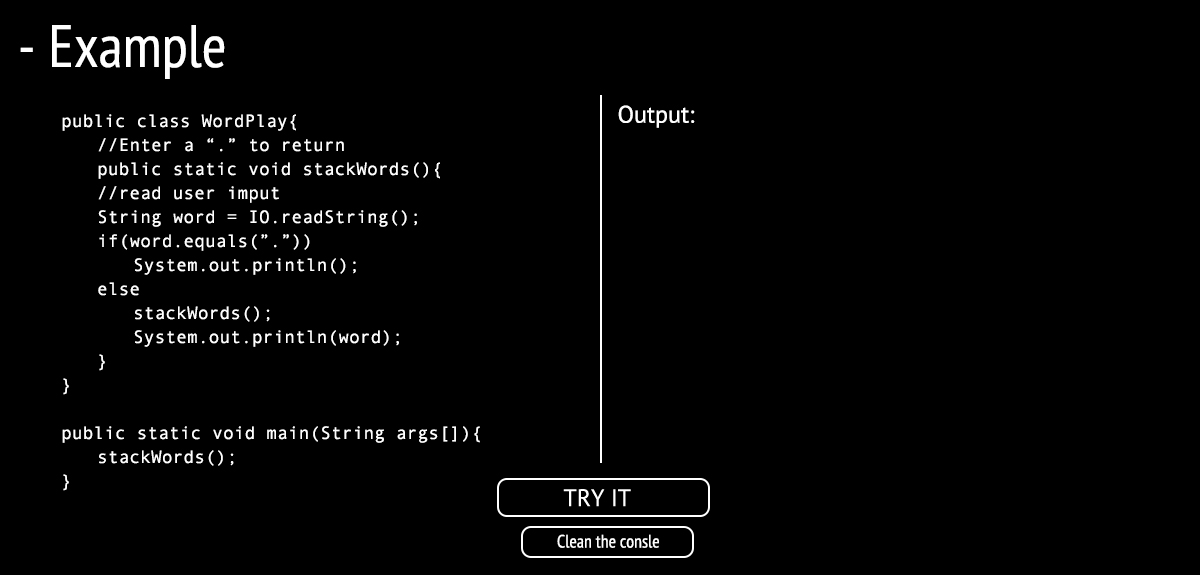 - Example
public class WordPlay{
//Enter a “.” to return
public static void stackWords(){
//read user imput
String word = IO.readString();
if(word.equals(”.”))
System.out.println();
else
stackWords();
System.out.println(word);
}
}
public static void main(String args[]){
stackWords();
}
Output:
TRY IT
Clean the consle